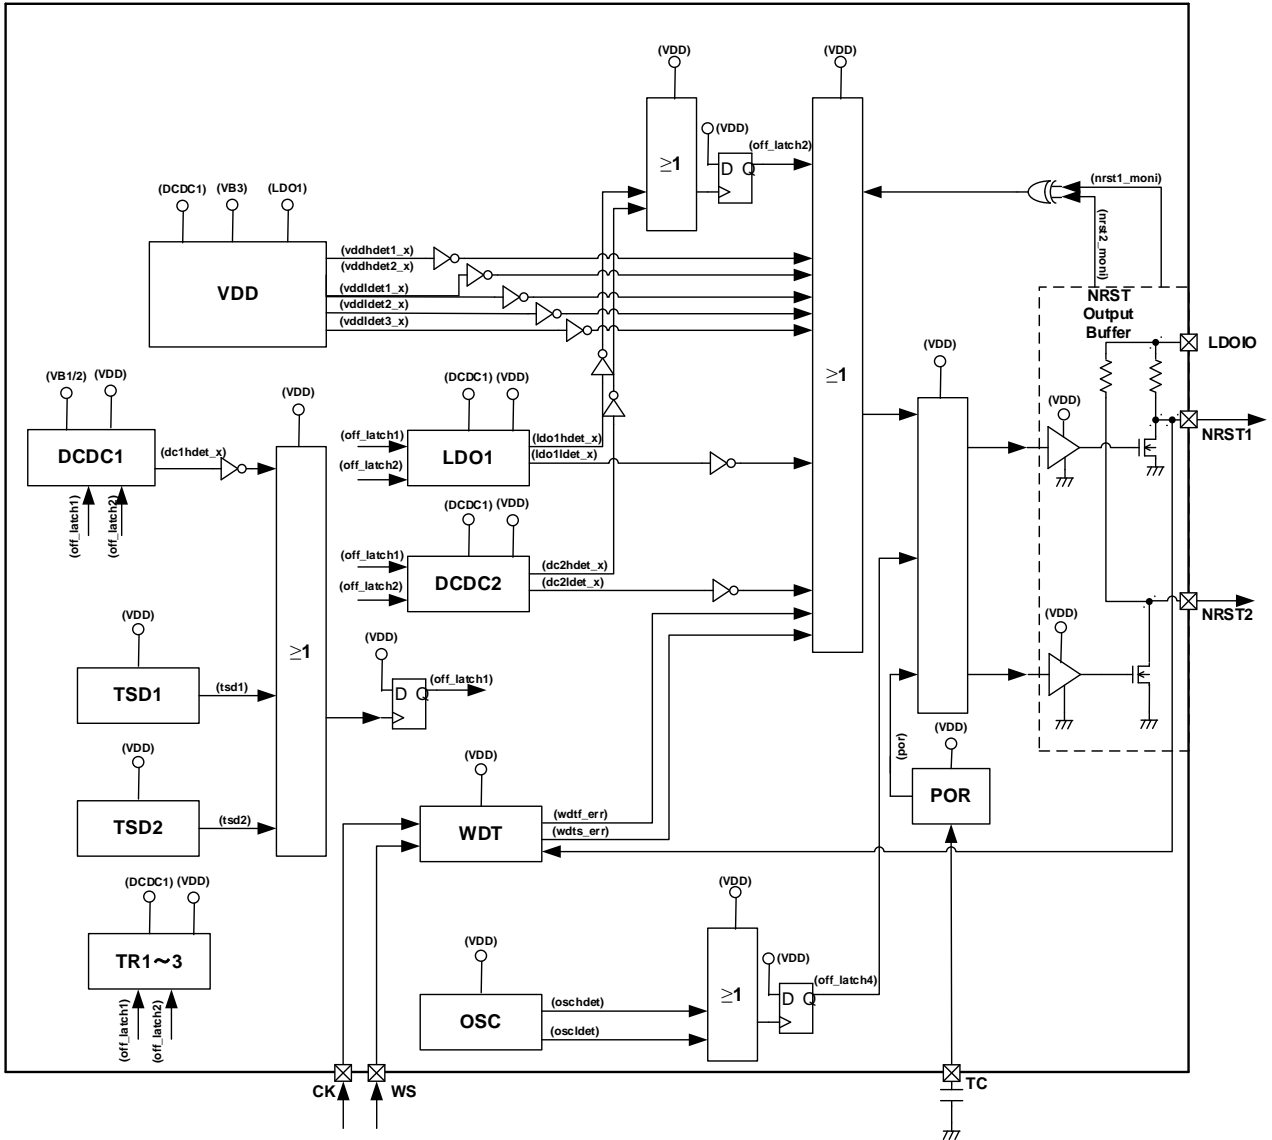 (VDD)
(VDD)
(VDD)
(off_latch2)
≥1
D Q
(nrst1_moni)
(nrst2_moni)
(DCDC1)
(VB3)
(LDO1)
VDD
(vddhdet1_x)
(vddhdet2_x)
(vddldet1_x)
(vddldet2_x)
(vddldet3_x)
NRST
Output
Buffer
LDOIO
(VDD)
≥1
(VB1/2)
(VDD)
(VDD)
(DCDC1)
(VDD)
(VDD)
DCDC1
(dc1hdet_x)
(off_latch1)
(off_latch2)
(off_latch1)
(off_latch2)
LDO1
(ldo1hdet_x)
(ldo1ldet_x)
NRST1
(DCDC1)
(VDD)
(off_latch1)
(off_latch2)
DCDC2
(dc2hdet_x)
(dc2ldet_x)
NRST2
(VDD)
TSD1
(tsd1)
≥1
(VDD)
D Q
(off_latch1)
(VDD)
(VDD)
TSD2
(tsd2)
(VDD)
WDT
(wdtf_err)
(wdts_err)
(por)
(VDD)
POR
(DCDC1)
(VDD)
TR1～3
(off_latch1)
(off_latch2)
(VDD)
OSC
(oschdet)
(oscldet)
(VDD)
≥1
(VDD)
D Q
(off_latch4)
CK
WS
TC